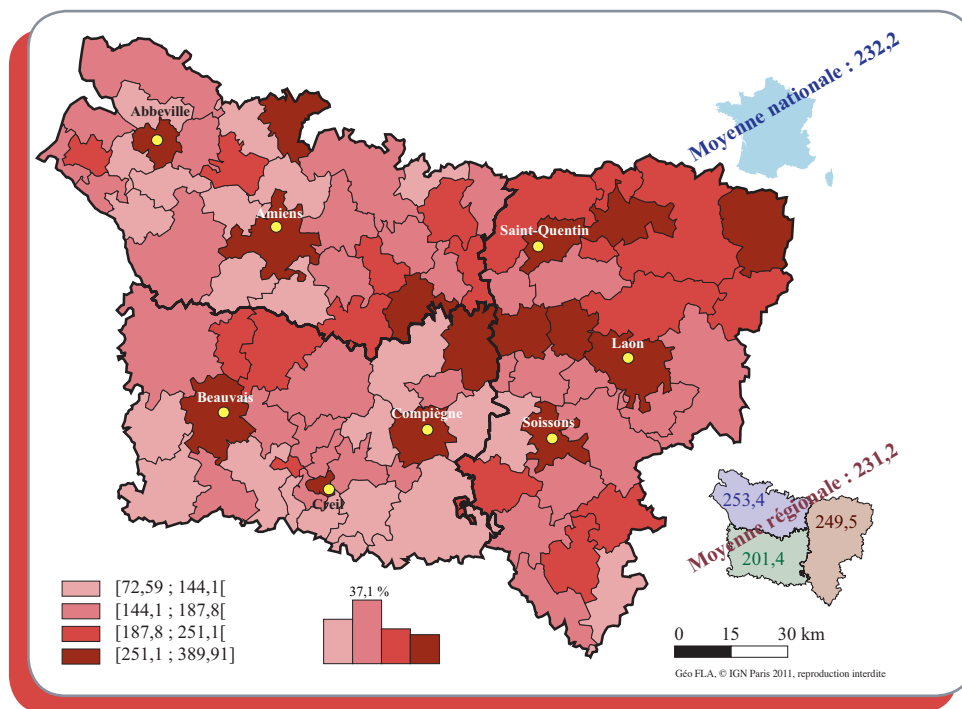 Moyenne nationale : 232,2
Abbeville
Amiens
Saint-Quentin
Laon
Beauvais
Compiègne
Soissons
Creil
Moyenne régionale : 231,2
253,4
249,5
201,4
[72,59 ; 144,1[
[144,1 ; 187,8[
[187,8 ; 251,1[
[251,1 ; 389,91]
37,1 %
0 15 30 km
Géo FLA, © IGN Paris 2011, reproduction interdite